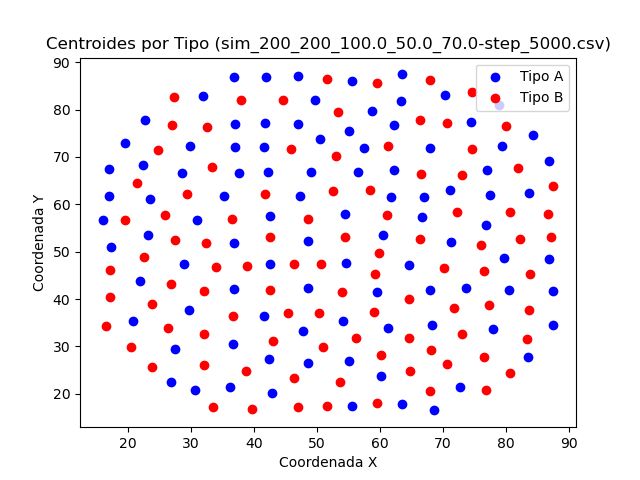 Centroides por Tipo (sim_200_200_100.0_50.0_70.0-step_5000.csv)
Tipo A
Tipo B
90
80
70
60
50
40
30
20
Coordenada Y
20 30 40 50 60 70 80 90
Coordenada X